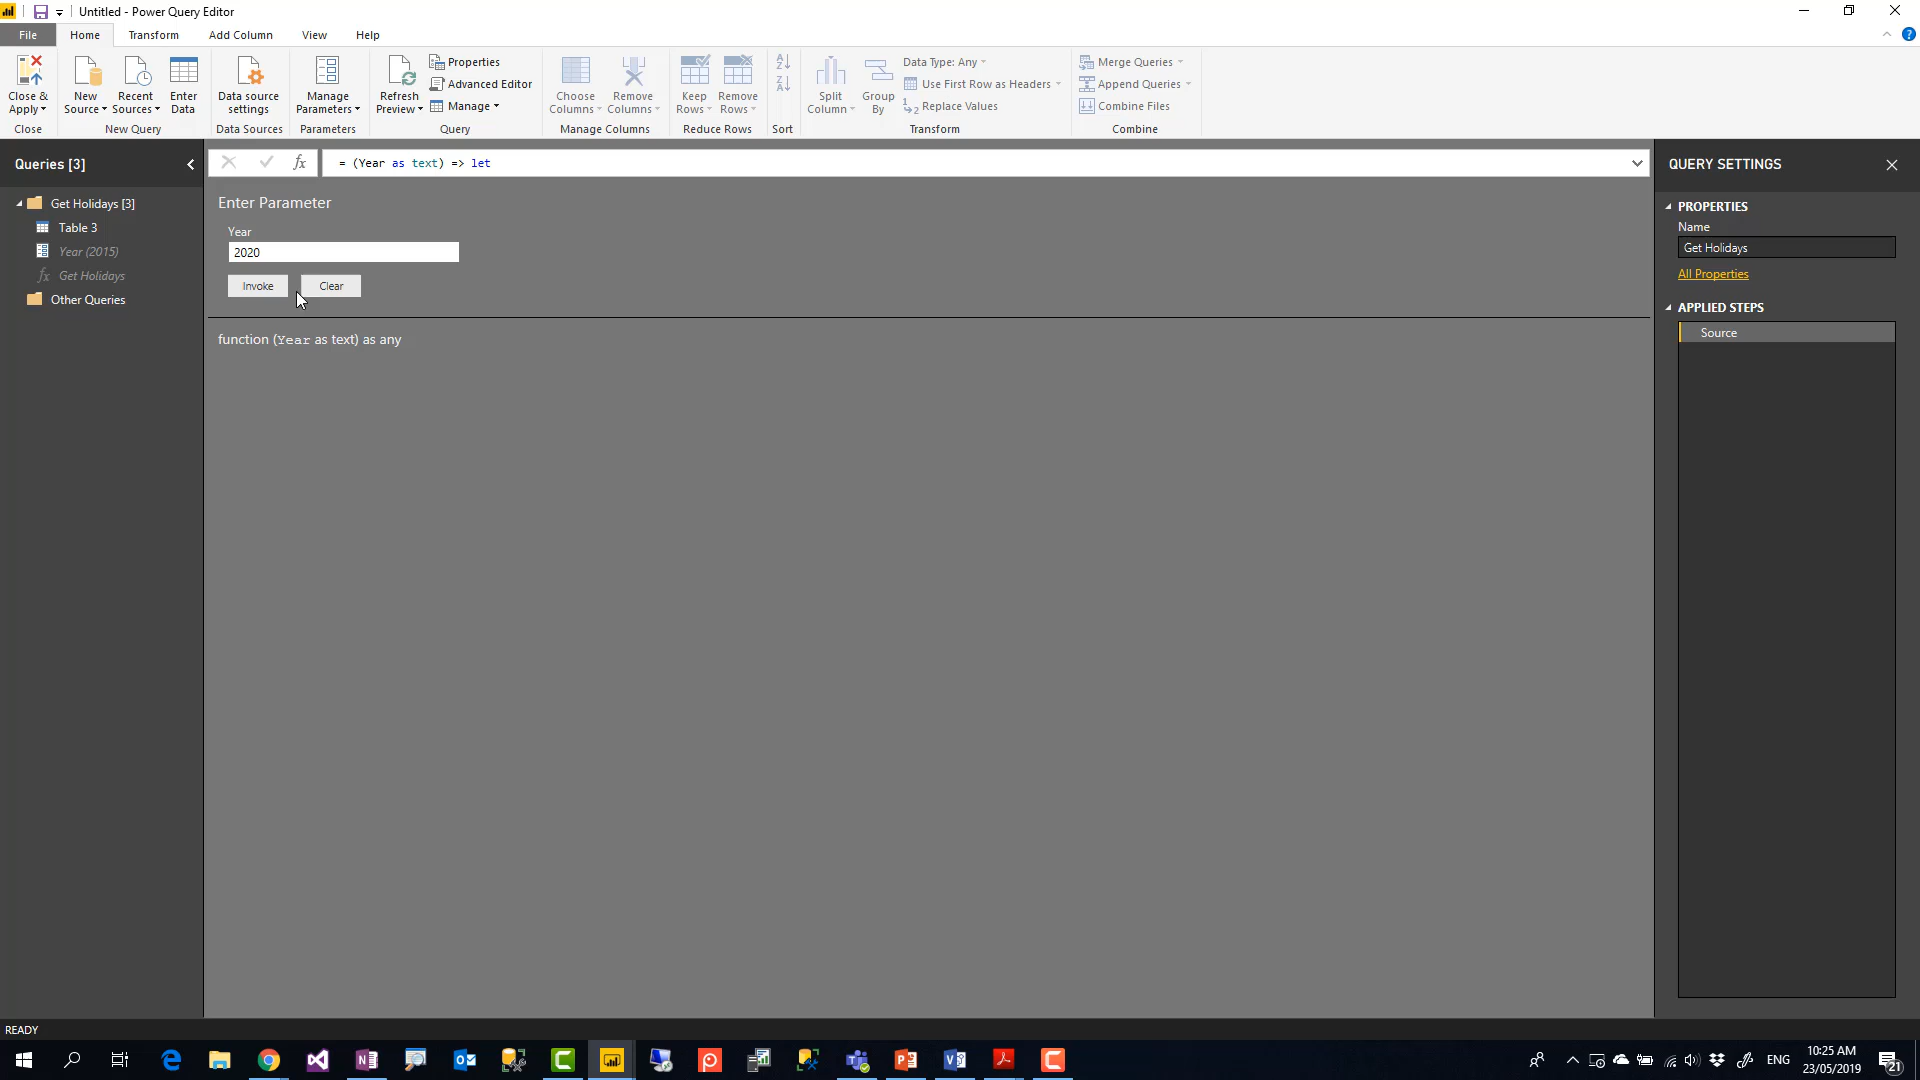 Untitled - Power Query Editor
File Home Transform Add Column View Help
Close & Apply
New Source
Recent Sources
Enter Data
Data source settings
Manage Parameters
Refresh Preview
Properties
Advanced Editor
Manage
Choose Columns
Remove Columns
Keep Rows
Remove Rows
Split Column
Group By
Data Type: Any
Use First Row as Headers
Replace Values
Merge Queries
Append Queries
Combine Files
Close New Query Data Sources Parameters Query Manage Columns Reduce Rows Sort Transform Combine
Queries [3]
Get Holidays [3]
Table 3
Year (2015)
fx Get Holidays
Other Queries
fx = (Year as text) => let
Enter Parameter
Year
2020
Invoke Clear
function (Year as text) as any
QUERY SETTINGS
PROPERTIES
Name
Get Holidays
All Properties
APPLIED STEPS
Source
READY
ENG
10:25 AM
23/05/2019
21